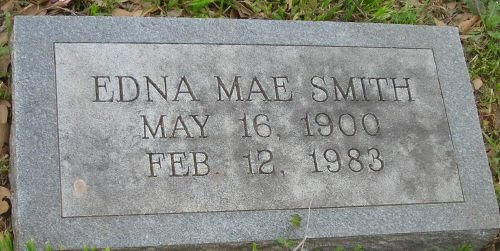 EDNA MAE SMITH
MAY 16, 1900
FEB. 12, 1983